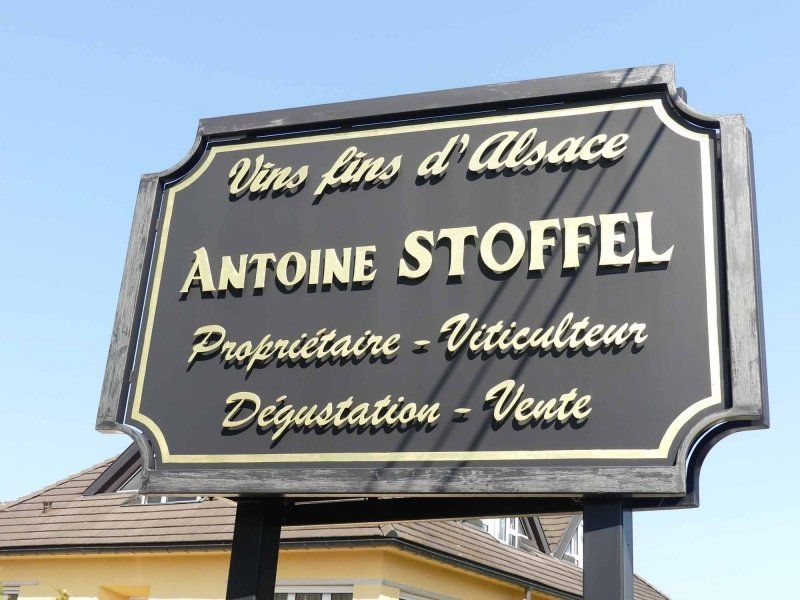 Vins fins d'Alsace
ANTOINE STOFFEL
Propriétaire - Viticulteur
Dégustation - Vente